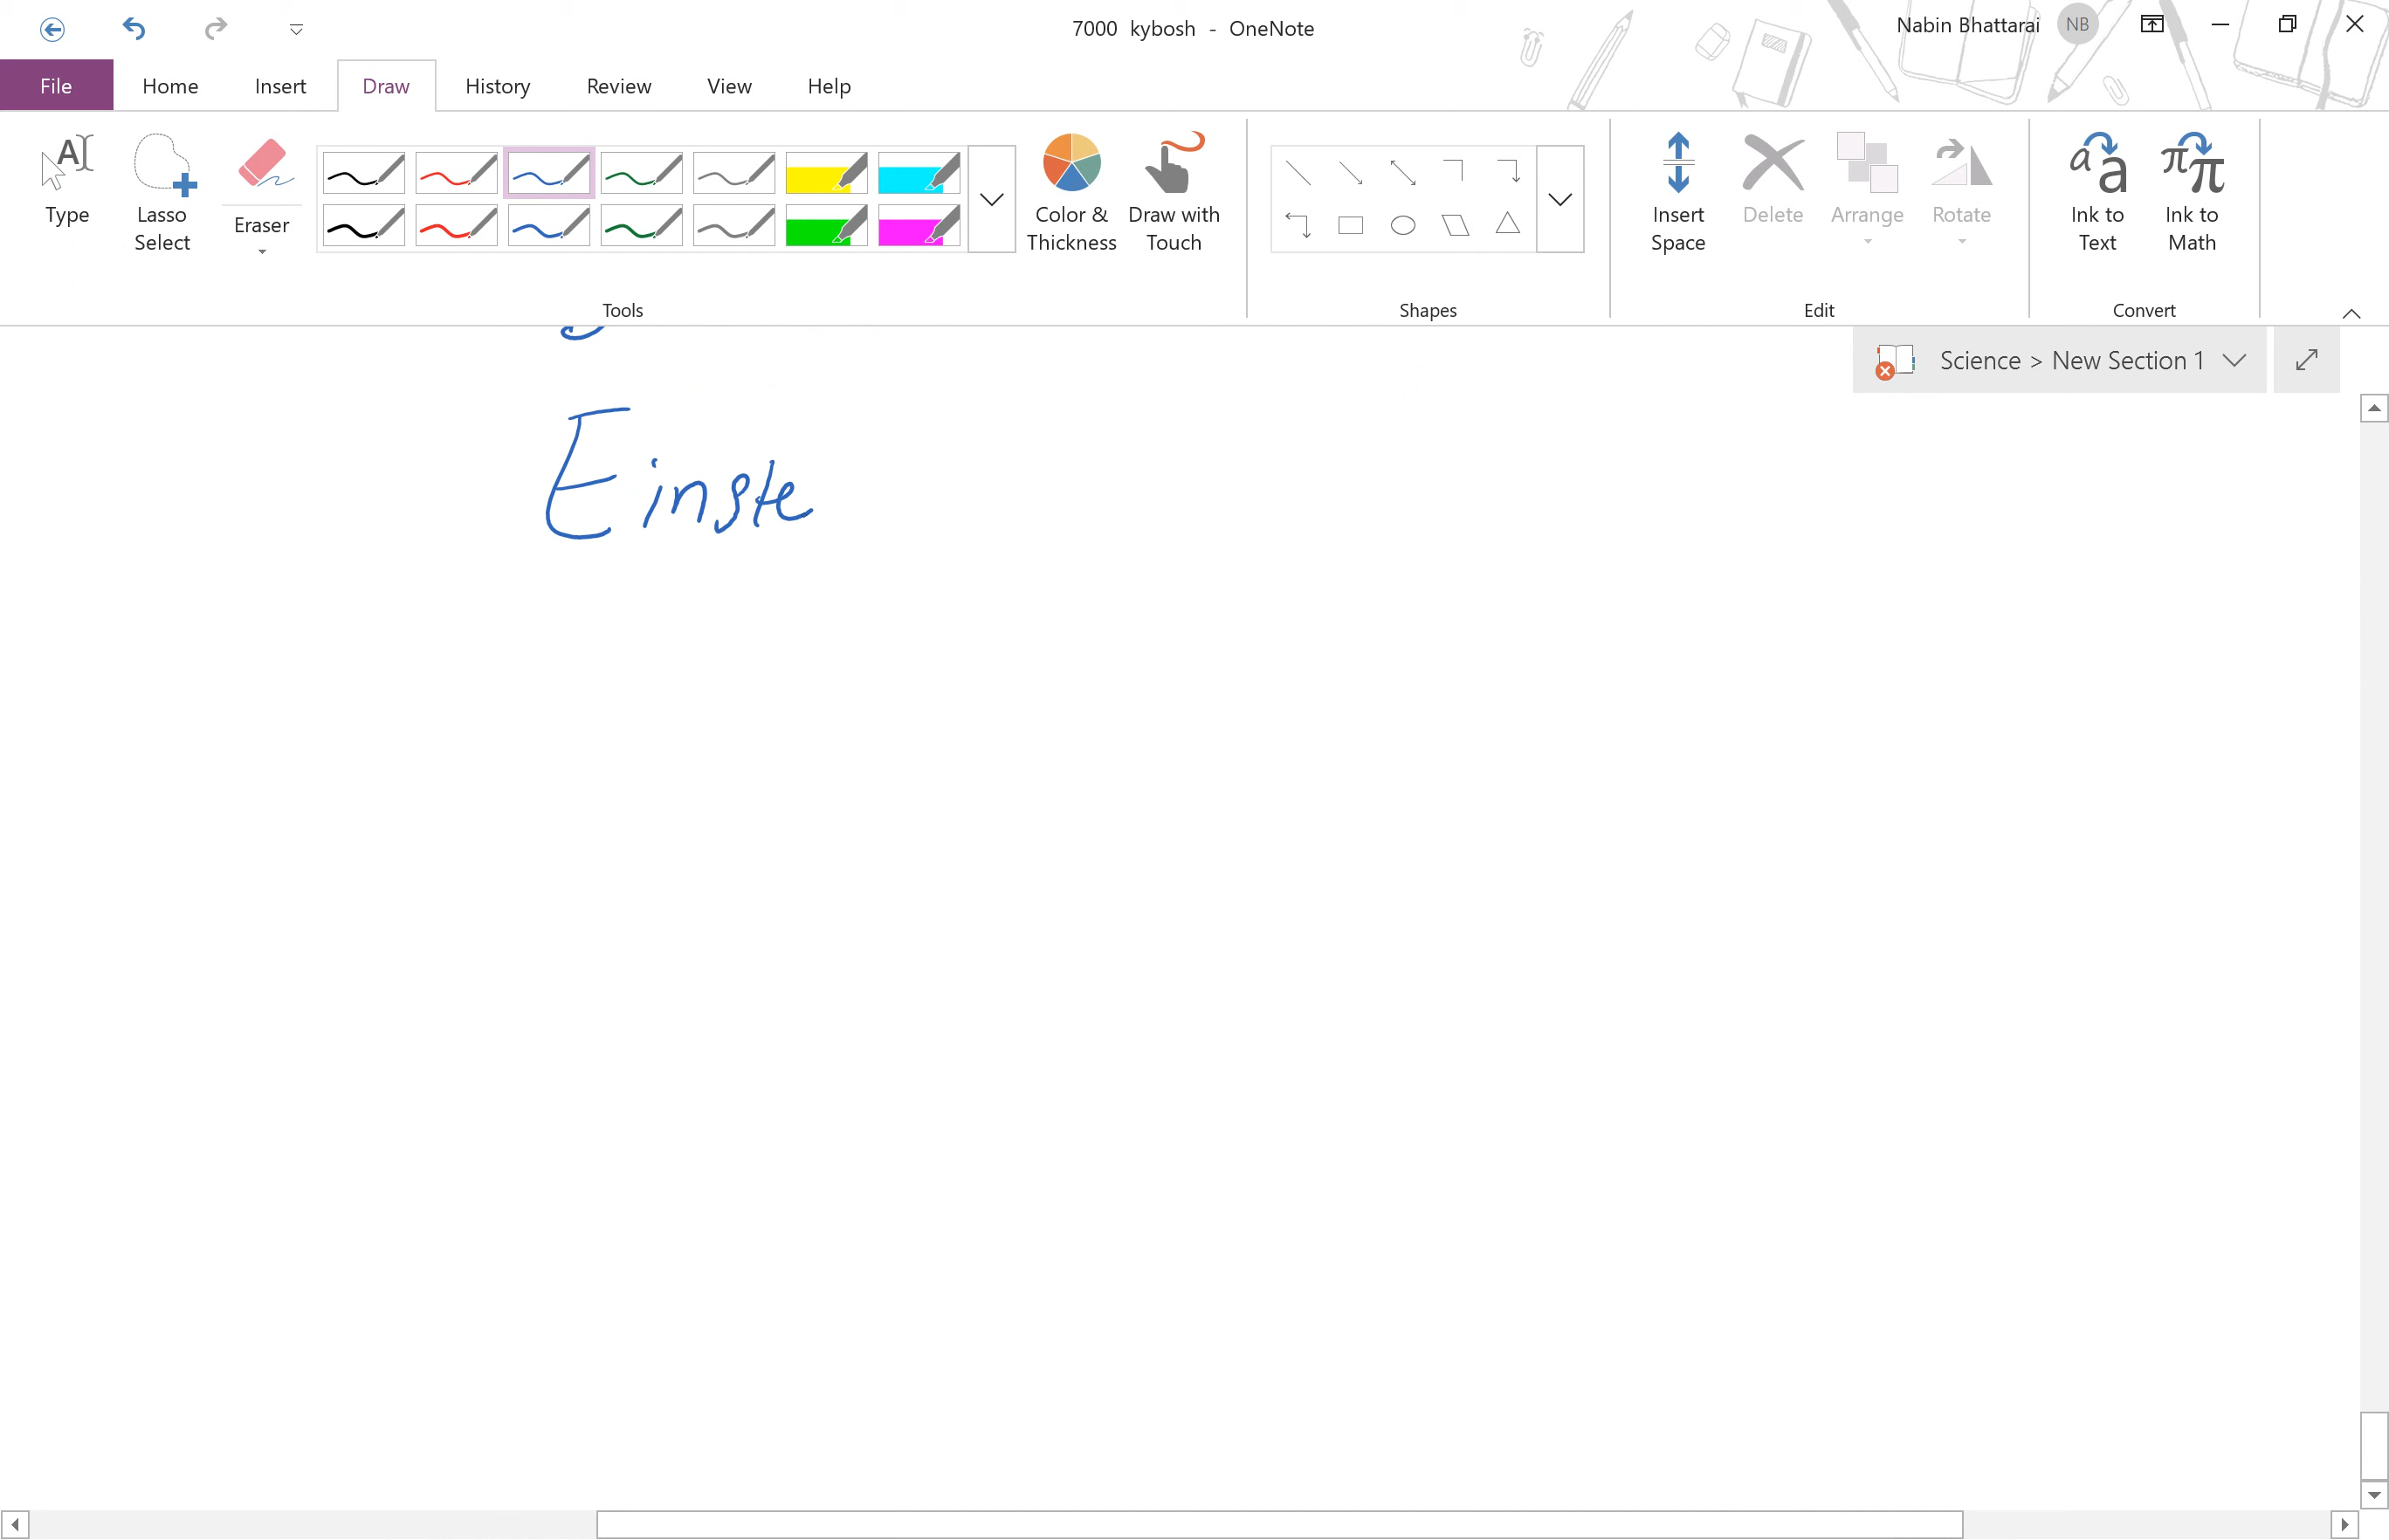 7000 kybosh - OneNote
Nabin Bhattarai NB
File Home Insert Draw History Review View Help
Type
Lasso Select
Eraser
Color & Thickness
Draw with Touch
Insert Space
Delete
Arrange
Rotate
Ink to Text
Ink to Math
Tools Shapes Edit Convert
Science > New Section 1
Einste